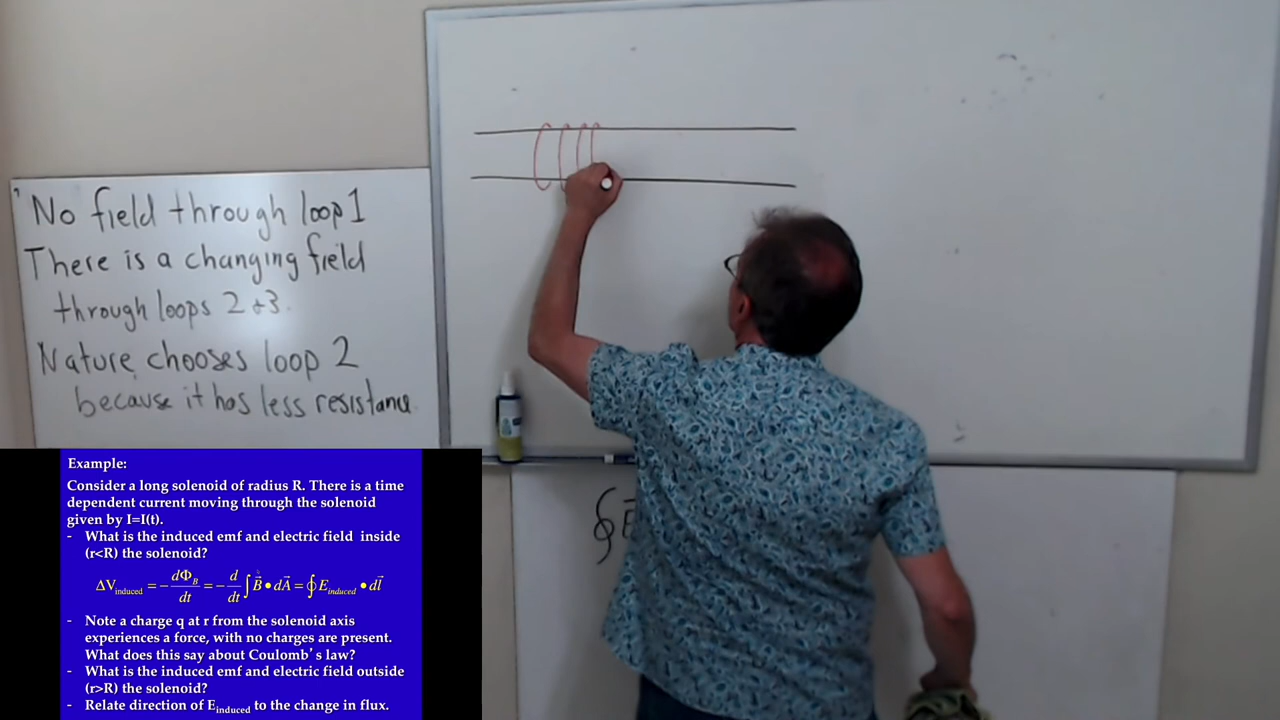 No field through loop 1
There is a changing field
through loops 2 + 3.
Nature chooses loop 2
because it has less resistance
Example:
Consider a long solenoid of radius R. There is a time
dependent current moving through the solenoid
given by I=I(t).
- What is the induced emf and electric field inside
(r<R) the solenoid?
ΔV_induced = -dΦ_B/dt = -d/dt ∫B⃗•dA⃗ = ∮E_induced•dl⃗
- Note a charge q at r from the solenoid axis
experiences a force, with no charges are present.
What does this say about Coulomb's law?
- What is the induced emf and electric field outside
(r>R) the solenoid?
- Relate direction of E_induced to the change in flux.
∮E